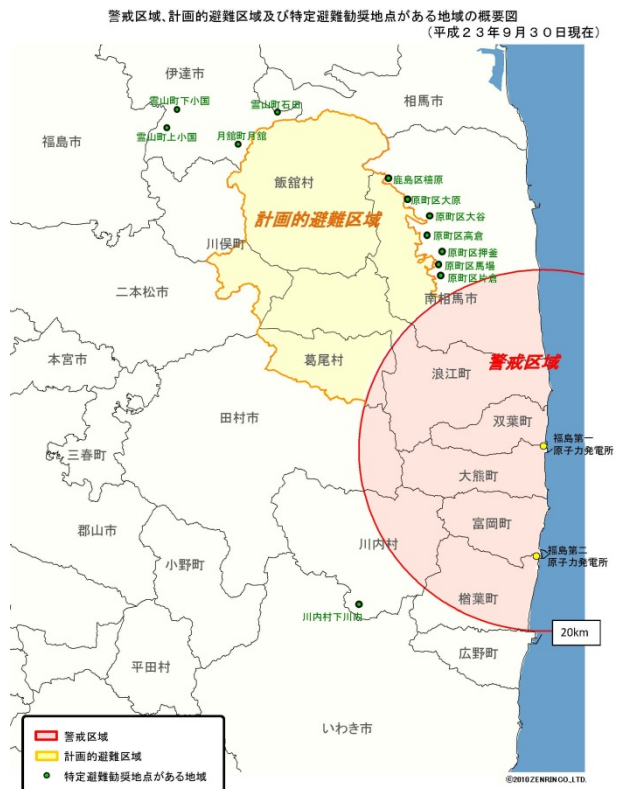 警戒区域、計画的避難区域及び特定避難勧奨地点がある地域の概要図
（平成２３年９月３０日現在）
伊達市
相馬市
霊山町下小国
霊山町石田
霊山町上小国
福島市
月舘町月舘
飯舘村
鹿島区橲原
原町区大原
計画的避難区域
原町区大谷
川俣町
原町区高倉
原町区押釜
原町区馬場
原町区片倉
二本松市
南相馬市
本宮市
葛尾村
浪江町
警戒区域
田村市
双葉町
福島第一
原子力発電所
三春町
大熊町
郡山市
富岡町
川内村
小野町
福島第二
原子力発電所
楢葉町
川内村下川内
20km
平田村
広野町
いわき市
警戒区域
計画的避難区域
特定避難勧奨地点がある地域
©2010ZENRIN CO.,LTD.